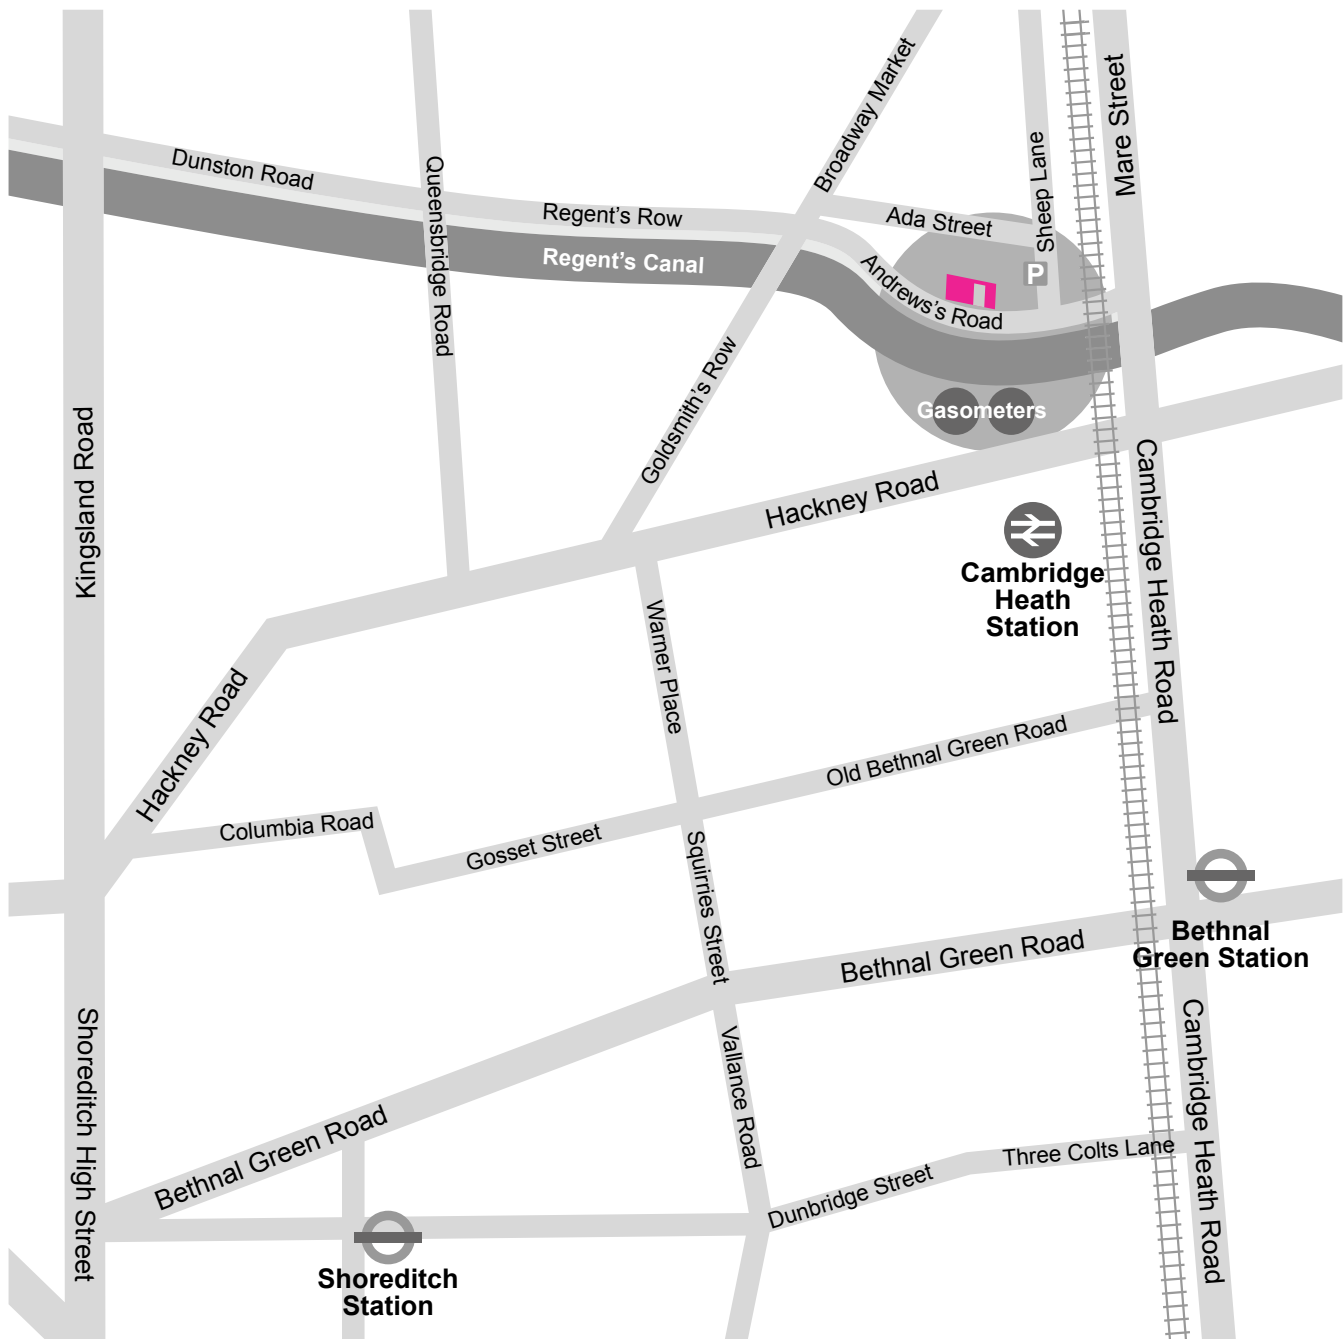 Broadway Market
Mare Street
Sheep Lane
Dunston Road
Queensbridge Road
Regent's Row
Ada Street
Regent's Canal
P
Andrews's Road
Goldsmith's Row
Gasometers
Kingsland Road
Hackney Road
Cambridge Heath Road
Cambridge
Heath
Station
Warner Place
Hackney Road
Old Bethnal Green Road
Columbia Road
Gosset Street
Squirries Street
Bethnal Green Road
Bethnal
Green Station
Shoreditch High Street
Vallance Road
Cambridge Heath Road
Bethnal Green Road
Three Colts Lane
Dunbridge Street
Shoreditch
Station